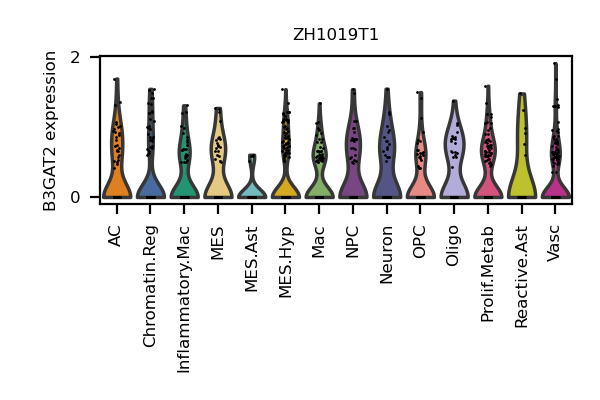 ZH1019T1
B3GAT2 expression
2
0
AC
Chromatin.Reg
Inflammatory.Mac
MES
MES.Ast
MES.Hyp
Mac
NPC
Neuron
OPC
Oligo
Prolif.Metab
Reactive.Ast
Vasc